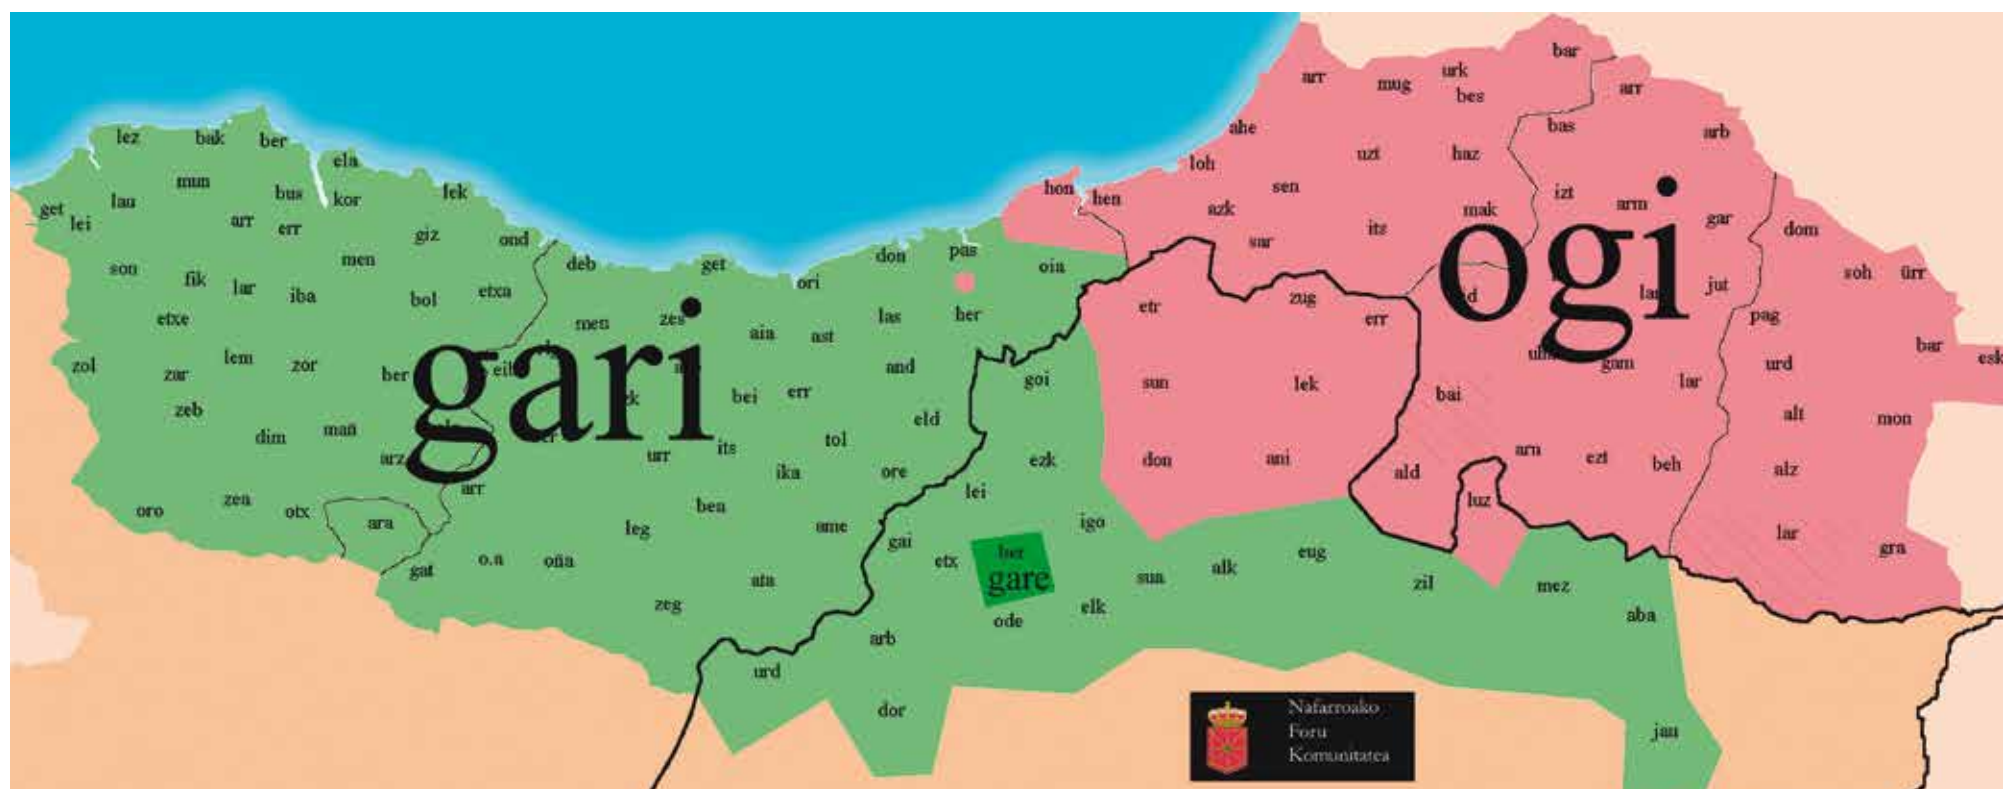 bar
arr
mug
urk
bes
arr
lez
bak
ber
ahe
bas
arb
ela
loh
uzt
haz
mun
bus
kor
lek
hon
hen
sen
izt
get
lau
lei
arr
err
giz
ond
azk
mak
arm
gar
its
sar
dom
men
deb
get
don
pas
oia
son
fik
lar
iba
bol
etxa
ori
soh
ürr
etr
zug
jut
ogi
etxe
men
zes
aia
ast
las
her
err
pag
zol
zar
lem
zor
ber
gari
and
goi
sun
lek
bai
gam
lar
urd
bar
esk
zeb
bei
err
eld
alt
mon
dim
mañ
arz
urr
its
tol
ika
ore
ezk
don
ani
ald
arn
ezt
beh
alz
arr
lei
luz
oro
zea
otx
ara
leg
bea
ame
gai
igo
lar
gra
gat
o.a
oña
ata
etx
ber
gare
sua
alk
eug
zil
mez
zeg
ode
elk
aba
arb
urd
dor
jau
Nafarroako
Foru
Komunitatea